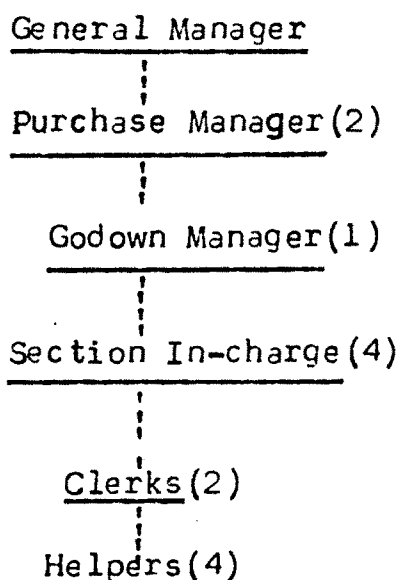 General Manager
Purchase Manager(2)
Godown Manager(1)
Section In-charge(4)
Clerks(2)
Helpers(4)